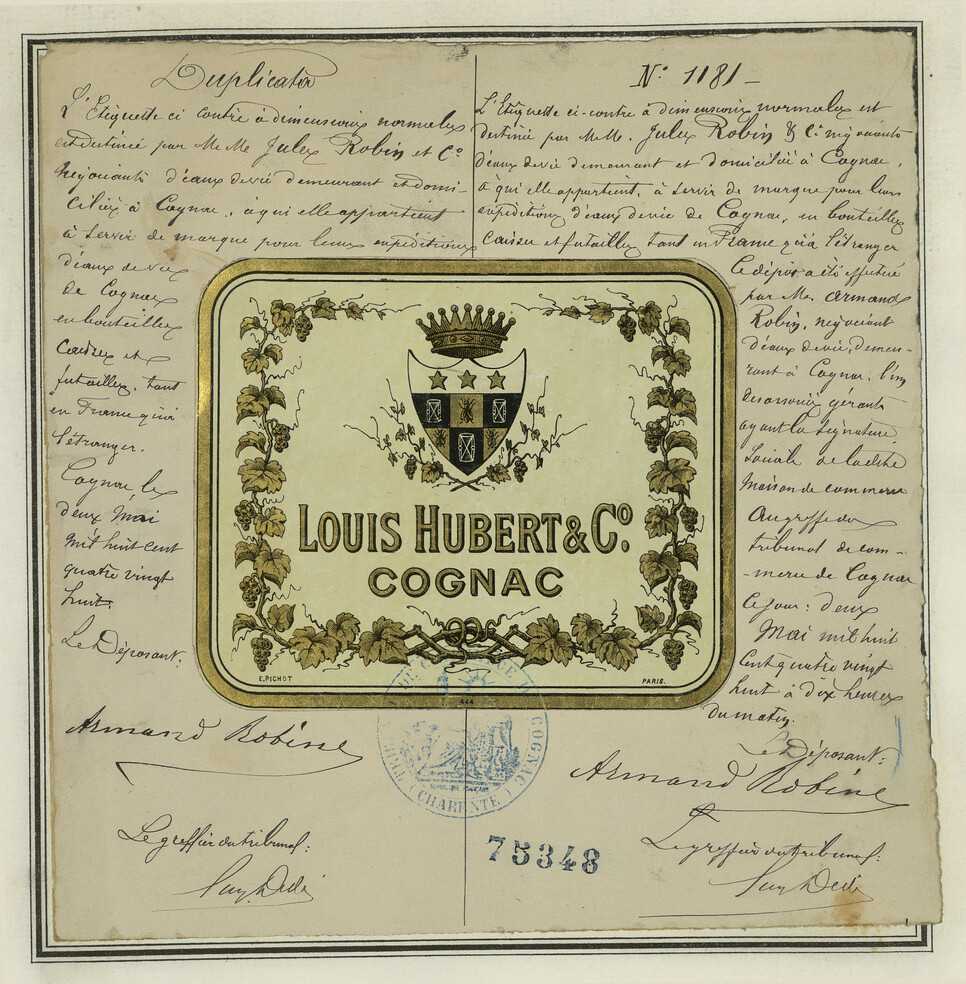 Duplicata
L'Etiquette ci contre à dimensions normales
est destinée par MM. Jules Robin et Cº
Négociants d'eaux de vie demeurant et domi-
ciliés à Cognac, à qui elle appartient
à servir de marque pour leurs expéditions
d'eaux de vie
de Cognac
en bouteilles
Caisses et
futailles, tant
en France qu'à
l'étranger.
Cognac, le
deux Mai
mil huit cent
quatre vingt
huit.
Le Déposant:
Armand Robin
Le greffier du tribunal:
Nº 1181 -
L'Etiquette ci-contre à dimensions normales est
destinée par MM. Jules Robin & Cie négociants
d'eaux de vie demeurant et domiciliés à Cognac,
à qui elle appartient, à servir de marque pour leurs
expéditions d'eaux de vie de Cognac, en bouteilles
Caisses et futailles tant en France qu'à l'étranger
Le dépôt a été effectué
par M. Armand
Robin, négociant
d'eaux de vie, demeu-
rant à Cognac, l'un
des associés gérants
ayant la signature
Sociale de ladite
Maison de commerce
Au greffe du
tribunal de com-
-merce de Cognac
Ce jour: deux
Mai mil huit
Cent quatre vingt
huit à dix heures
du matin.
Le Déposant:
Armand Robin
Le greffier du tribunal:
LOUIS HUBERT & Cº.
COGNAC
E. PICHOT
PARIS.
444
COGNAC
(CHARENTE)
75348